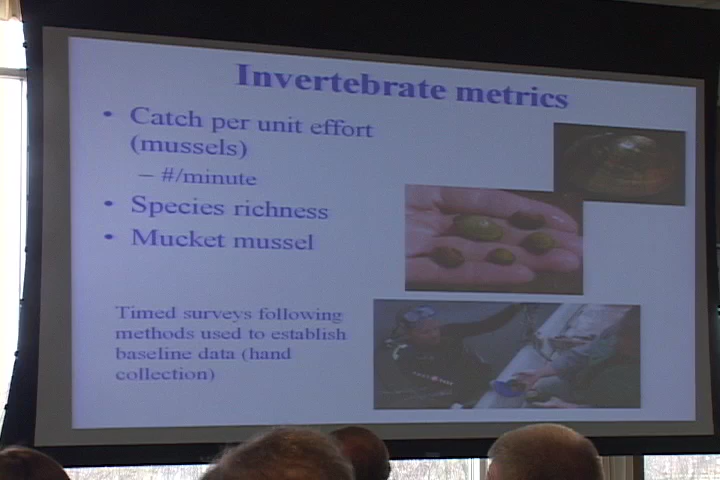 Invertebrate metrics
• Catch per unit effort
(mussels)
– #/minute
• Species richness
• Mucket mussel
Timed surveys following
methods used to establish
baseline data (hand
collection)